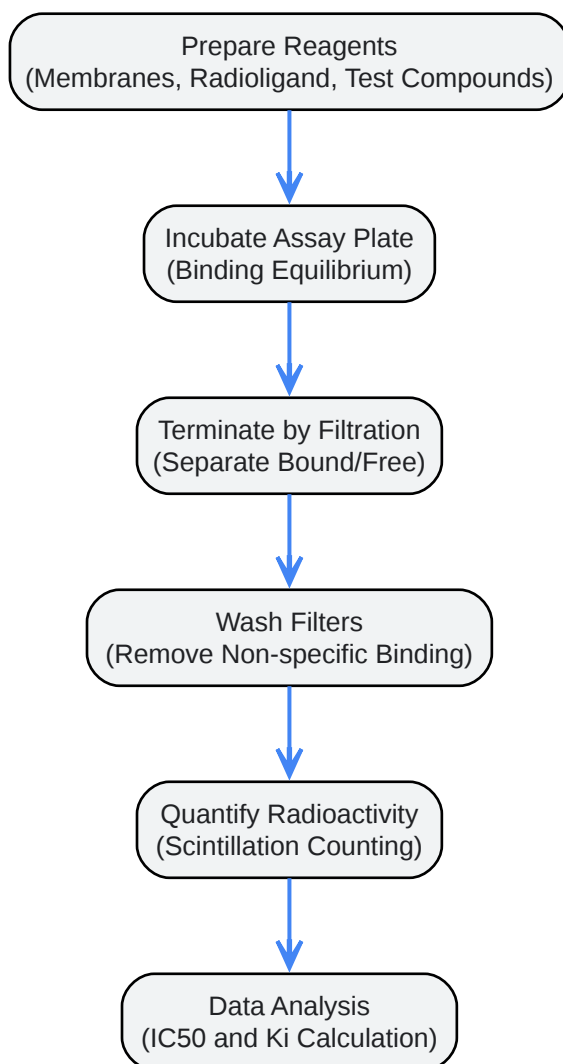 Prepare Reagents
(Membranes, Radioligand, Test Compounds)
Incubate Assay Plate
(Binding Equilibrium)
Terminate by Filtration
(Separate Bound/Free)
Wash Filters
(Remove Non-specific Binding)
Quantify Radioactivity
(Scintillation Counting)
Data Analysis
(IC50 and Ki Calculation)